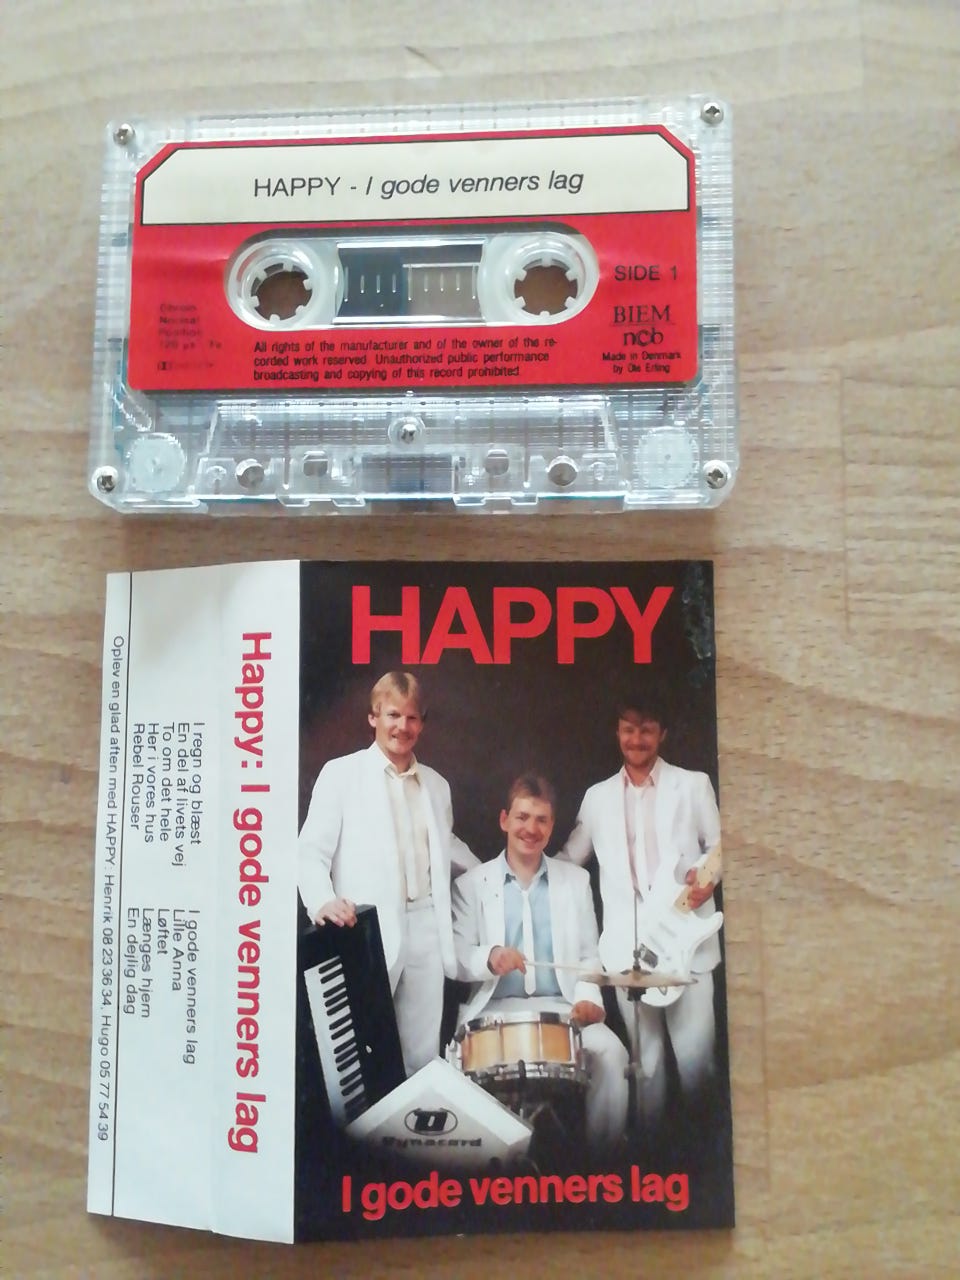 HAPPY - I gode venners lag
SIDE 1
BIEM
ncb
Made in Denmark
by Ole Erling
Normal
Position
All rights of the manufacturer and of the owner of the re-
corded work reserved. Unauthorized public performance
broadcasting and copying of this record prohibited.
HAPPY
I gode venners lag
Dynacord
Happy: I gode venners lag
I regn og blæst
En del af livets vej
To om det hele
Her i vores hus
Rebel Rouser
I gode venners lag
Lille Anna
Løftet
Længes hjem
En dejlig dag
Oplev en glad aften med HAPPY: Henrik 08 23 36 34. Hugo 05 77 54 39